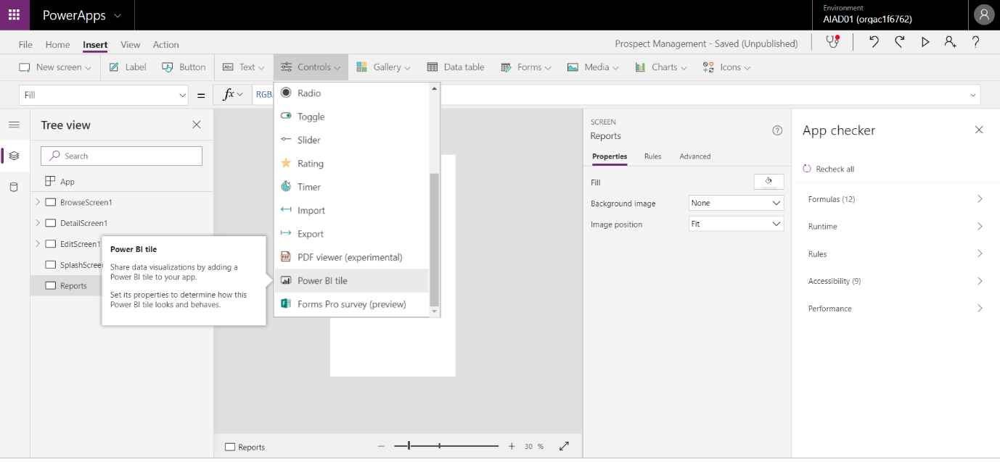 PowerApps
Environment
AIAD01 (orgac1f6762)
File Home Insert View Action
Prospect Management - Saved (Unpublished)
New screen Label Button Text Controls Gallery Data table Forms Media Charts Icons
Fill = fx RGB
Tree view
Search
App
BrowseScreen1
DetailScreen1
EditScreen1
Reports
Power BI tile
Share data visualizations by adding a
Power BI tile to your app.
Set its properties to determine how this
Power BI tile looks and behaves.
Radio
Toggle
Slider
Rating
Timer
Import
Export
PDF viewer (experimental)
Power BI tile
Forms Pro survey (preview)
Reports
30 %
SCREEN
Reports
Properties Rules Advanced
Fill
Background image None
Image position Fit
App checker
Recheck all
Formulas (12)
Runtime
Rules
Accessibility (9)
Performance